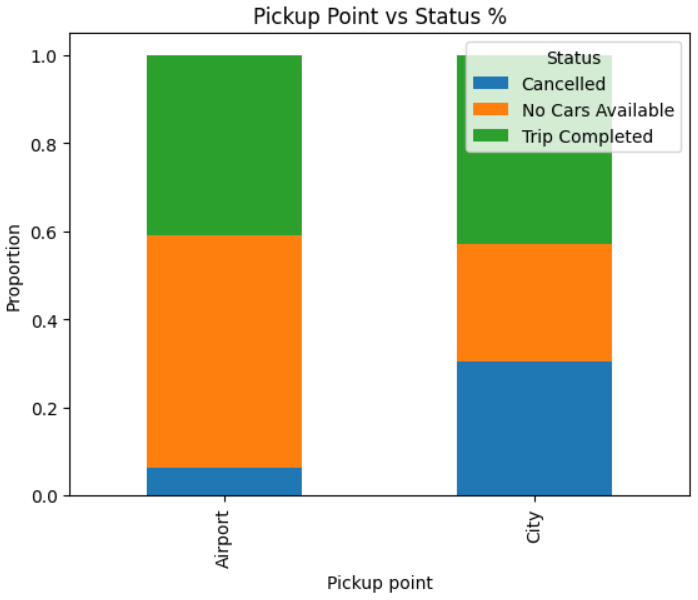 Pickup Point vs Status %
Status
Cancelled
No Cars Available
Trip Completed
1.0
0.8
0.6
0.4
0.2
0.0
Proportion
Airport
City
Pickup point